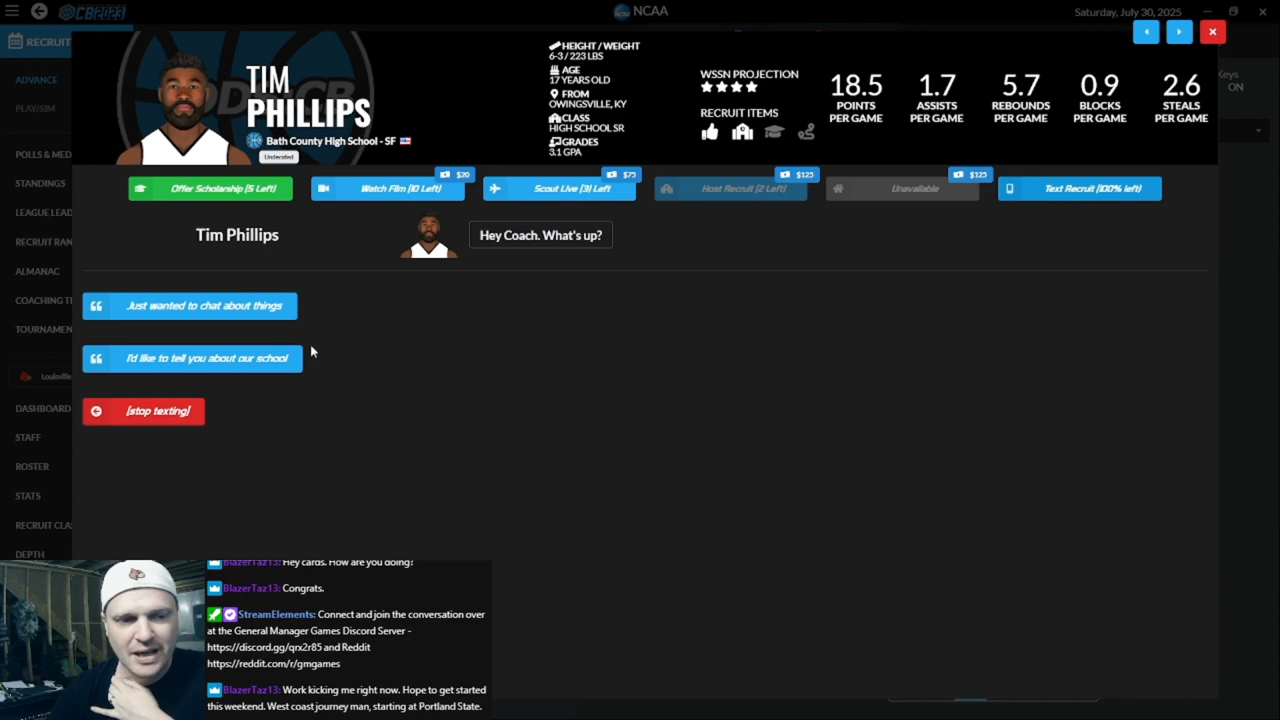 CB2023
NCAA
Saturday, July 30, 2025
RECRUIT
ADVANCE
PLAY/SIM
POLLS & MED
STANDINGS
LEAGUE LEAD
RECRUIT RAN
ALMANAC
COACHING T
TOURNAMEN
Louisville
DASHBOARD
STAFF
ROSTER
STATS
RECRUIT CLA
DEPTH
Keys
ON
TIM
PHILLIPS
Bath County High School - SF
Undecided
HEIGHT / WEIGHT
6-3 / 223 LBS
AGE
17 YEARS OLD
FROM
OWINGSVILLE, KY
CLASS
HIGH SCHOOL SR
GRADES
3.1 GPA
WSSN PROJECTION
RECRUIT ITEMS
18.5
POINTS
PER GAME
1.7
ASSISTS
PER GAME
5.7
REBOUNDS
PER GAME
0.9
BLOCKS
PER GAME
2.6
STEALS
PER GAME
Offer Scholarship (5 Left)
$20
Watch Film (10 Left)
$75
Scout Live (3) Left
$125
Host Recruit (2 Left)
$125
Unavailable
Text Recruit (100% left)
Tim Phillips
Hey Coach. What's up?
Just wanted to chat about things
I'd like to tell you about our school
[stop texting]
BlazerTaz13: Hey cards. How are you doing?
BlazerTaz13: Congrats.
StreamElements: Connect and join the conversation over
at the General Manager Games Discord Server -
https://discord.gg/qrx2r85 and Reddit
https://reddit.com/r/gmgames
BlazerTaz13: Work kicking me right now. Hope to get started
this weekend. West coast journey man, starting at Portland State.